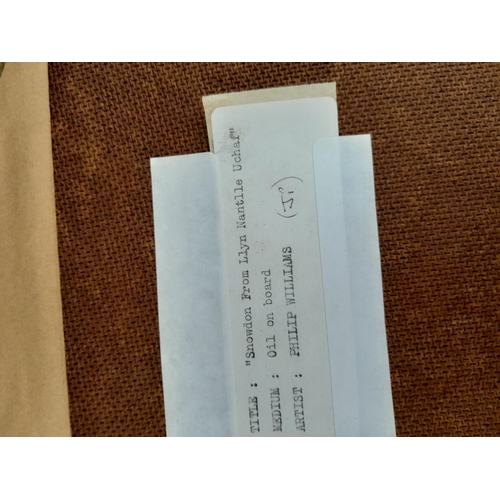 TITLE : "Snowdon From Llyn Nantlle Uchaf"
MEDIUM : Oil on board
ARTIST : PHILIP WILLIAMS